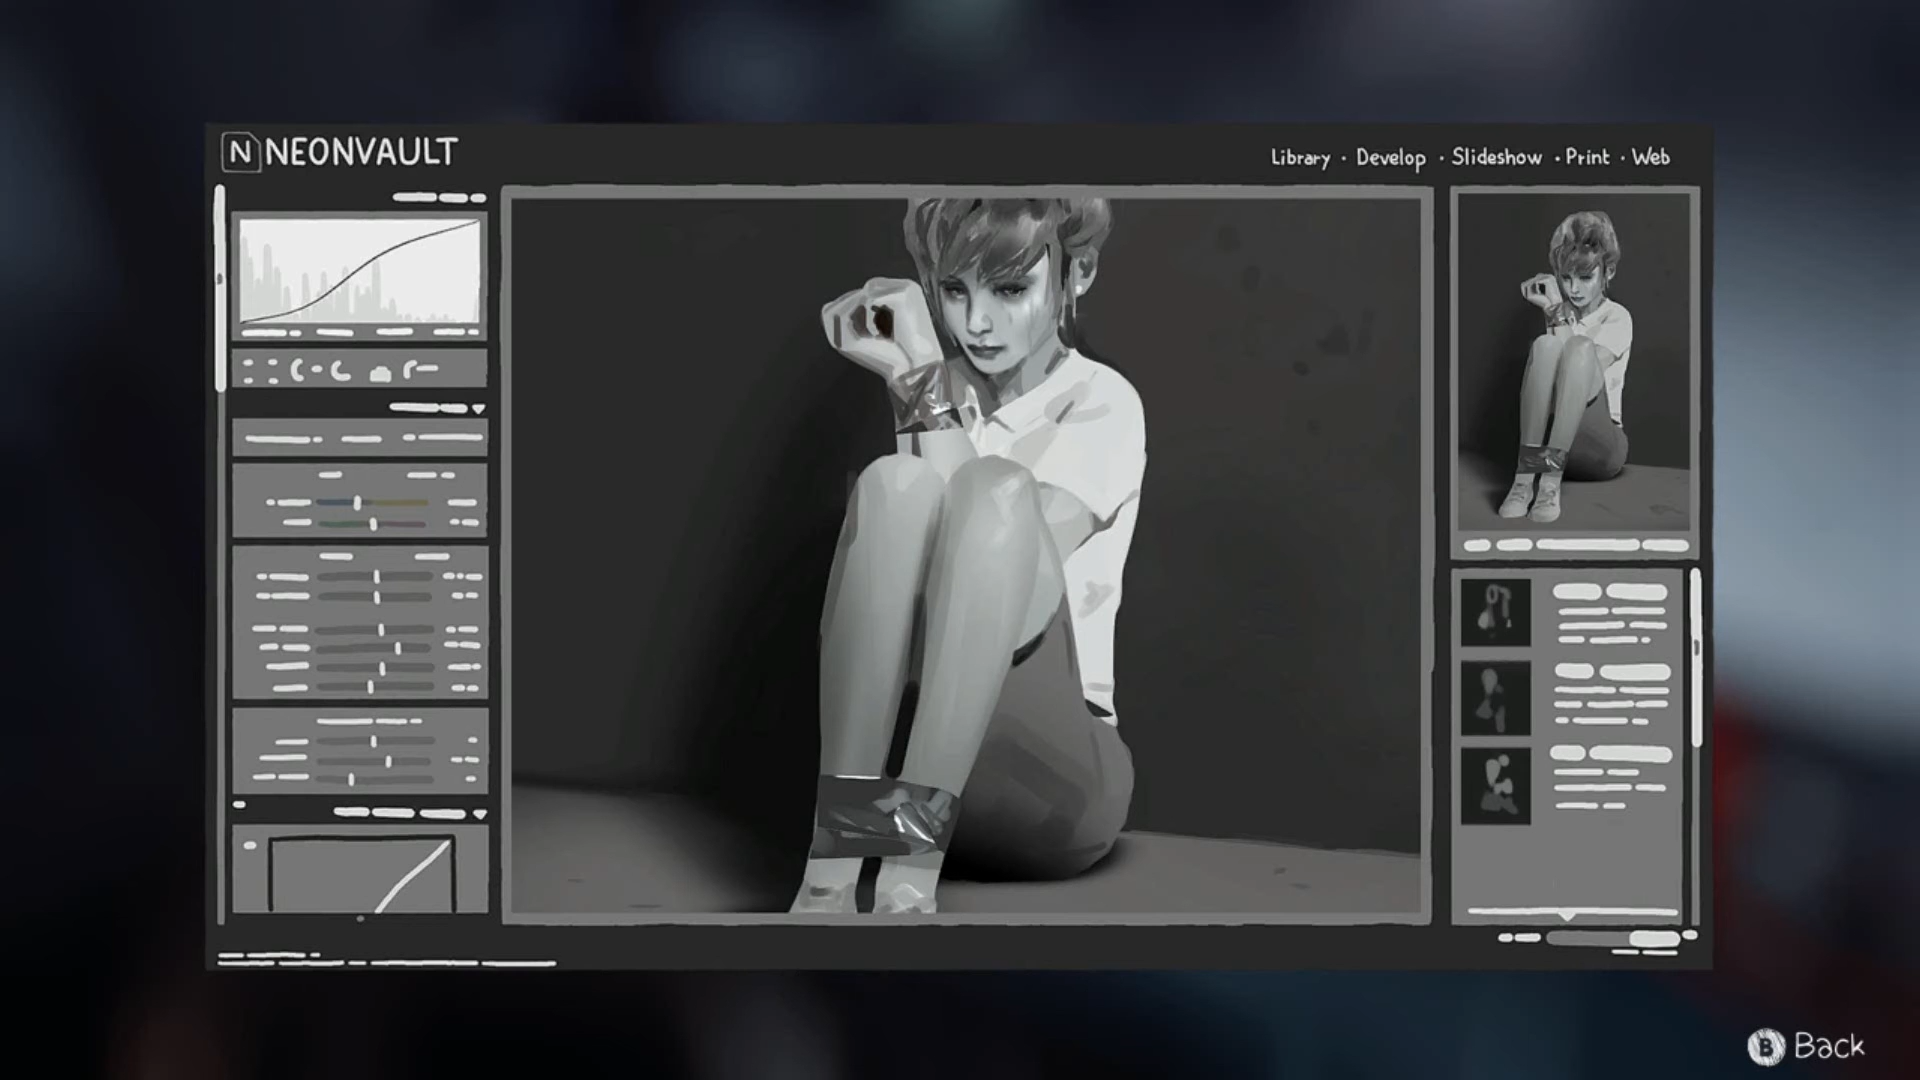 N NEONVAULT
Library · Develop · Slideshow · Print · Web
B Back